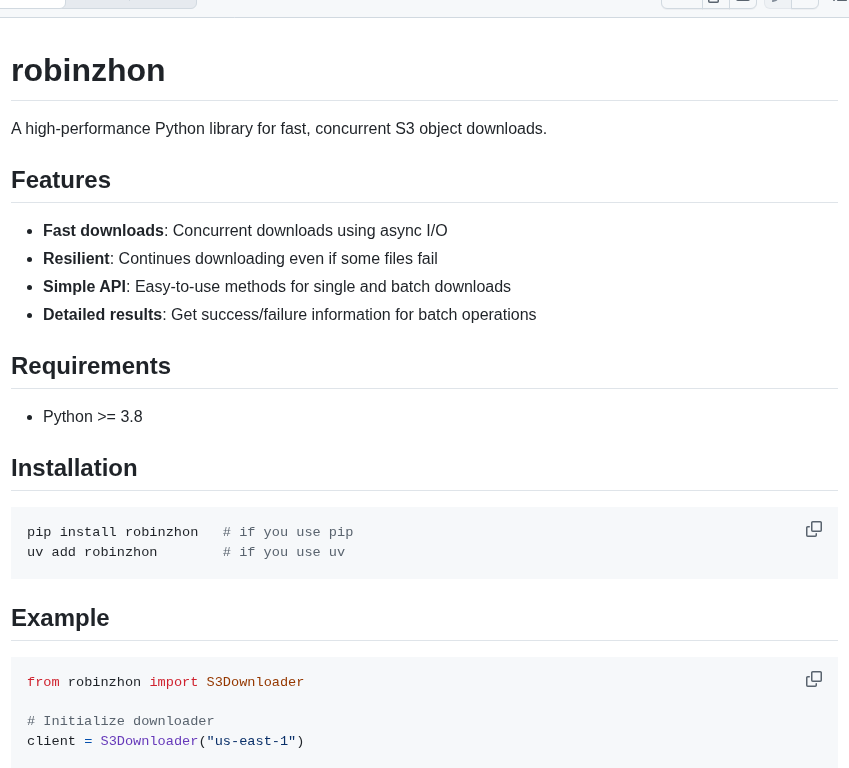 robinzhon
A high-performance Python library for fast, concurrent S3 object downloads.
Features
Fast downloads: Concurrent downloads using async I/O
Resilient: Continues downloading even if some files fail
Simple API: Easy-to-use methods for single and batch downloads
Detailed results: Get success/failure information for batch operations
Requirements
Python >= 3.8
Installation
pip install robinzhon   # if you use pip
uv add robinzhon        # if you use uv
Example
from robinzhon import S3Downloader
# Initialize downloader
client = S3Downloader("us-east-1")